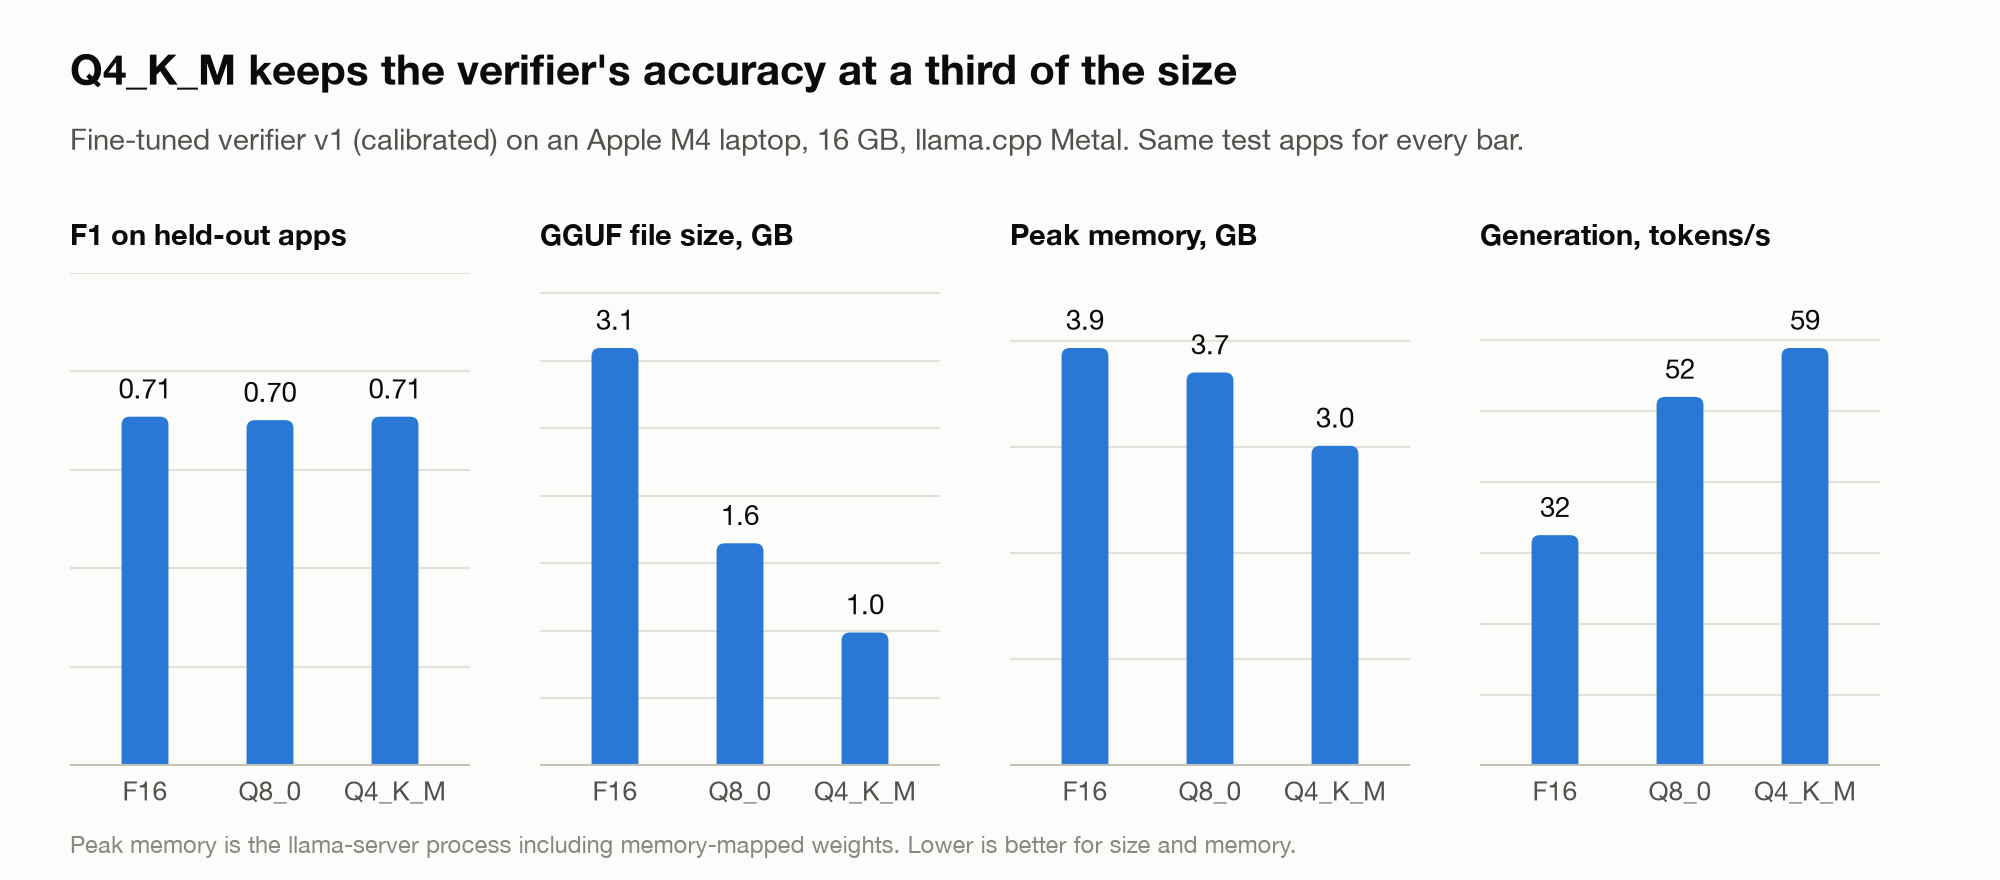 Q4_K_M keeps the verifier's accuracy at a third of the size
Fine-tuned verifier v1 (calibrated) on an Apple M4 laptop, 16 GB, llama.cpp Metal. Same test apps for every bar.
F1 on held-out apps
0.71
0.70
0.71
F16
Q8_0
Q4_K_M
GGUF file size, GB
3.1
1.6
1.0
F16
Q8_0
Q4_K_M
Peak memory, GB
3.9
3.7
3.0
F16
Q8_0
Q4_K_M
Generation, tokens/s
32
52
59
F16
Q8_0
Q4_K_M
Peak memory is the llama-server process including memory-mapped weights. Lower is better for size and memory.